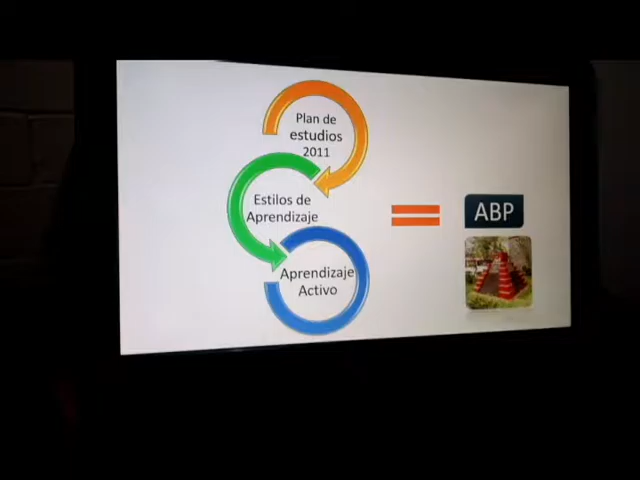 Plan de
estudios
2011
Estilos de
Aprendizaje
Aprendizaje
Activo
ABP